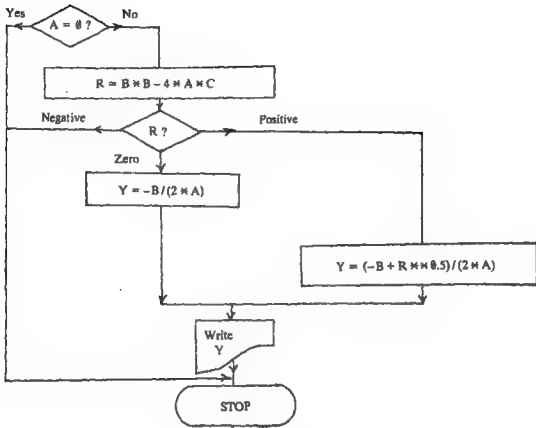 Yes
A = 0 ?
No
R = B * B - 4 * A * C
Negative
R ?
Positive
Zero
Y = -B / (2 * A)
Y = (-B + R * * 0.5) / (2 * A)
Write
Y
STOP